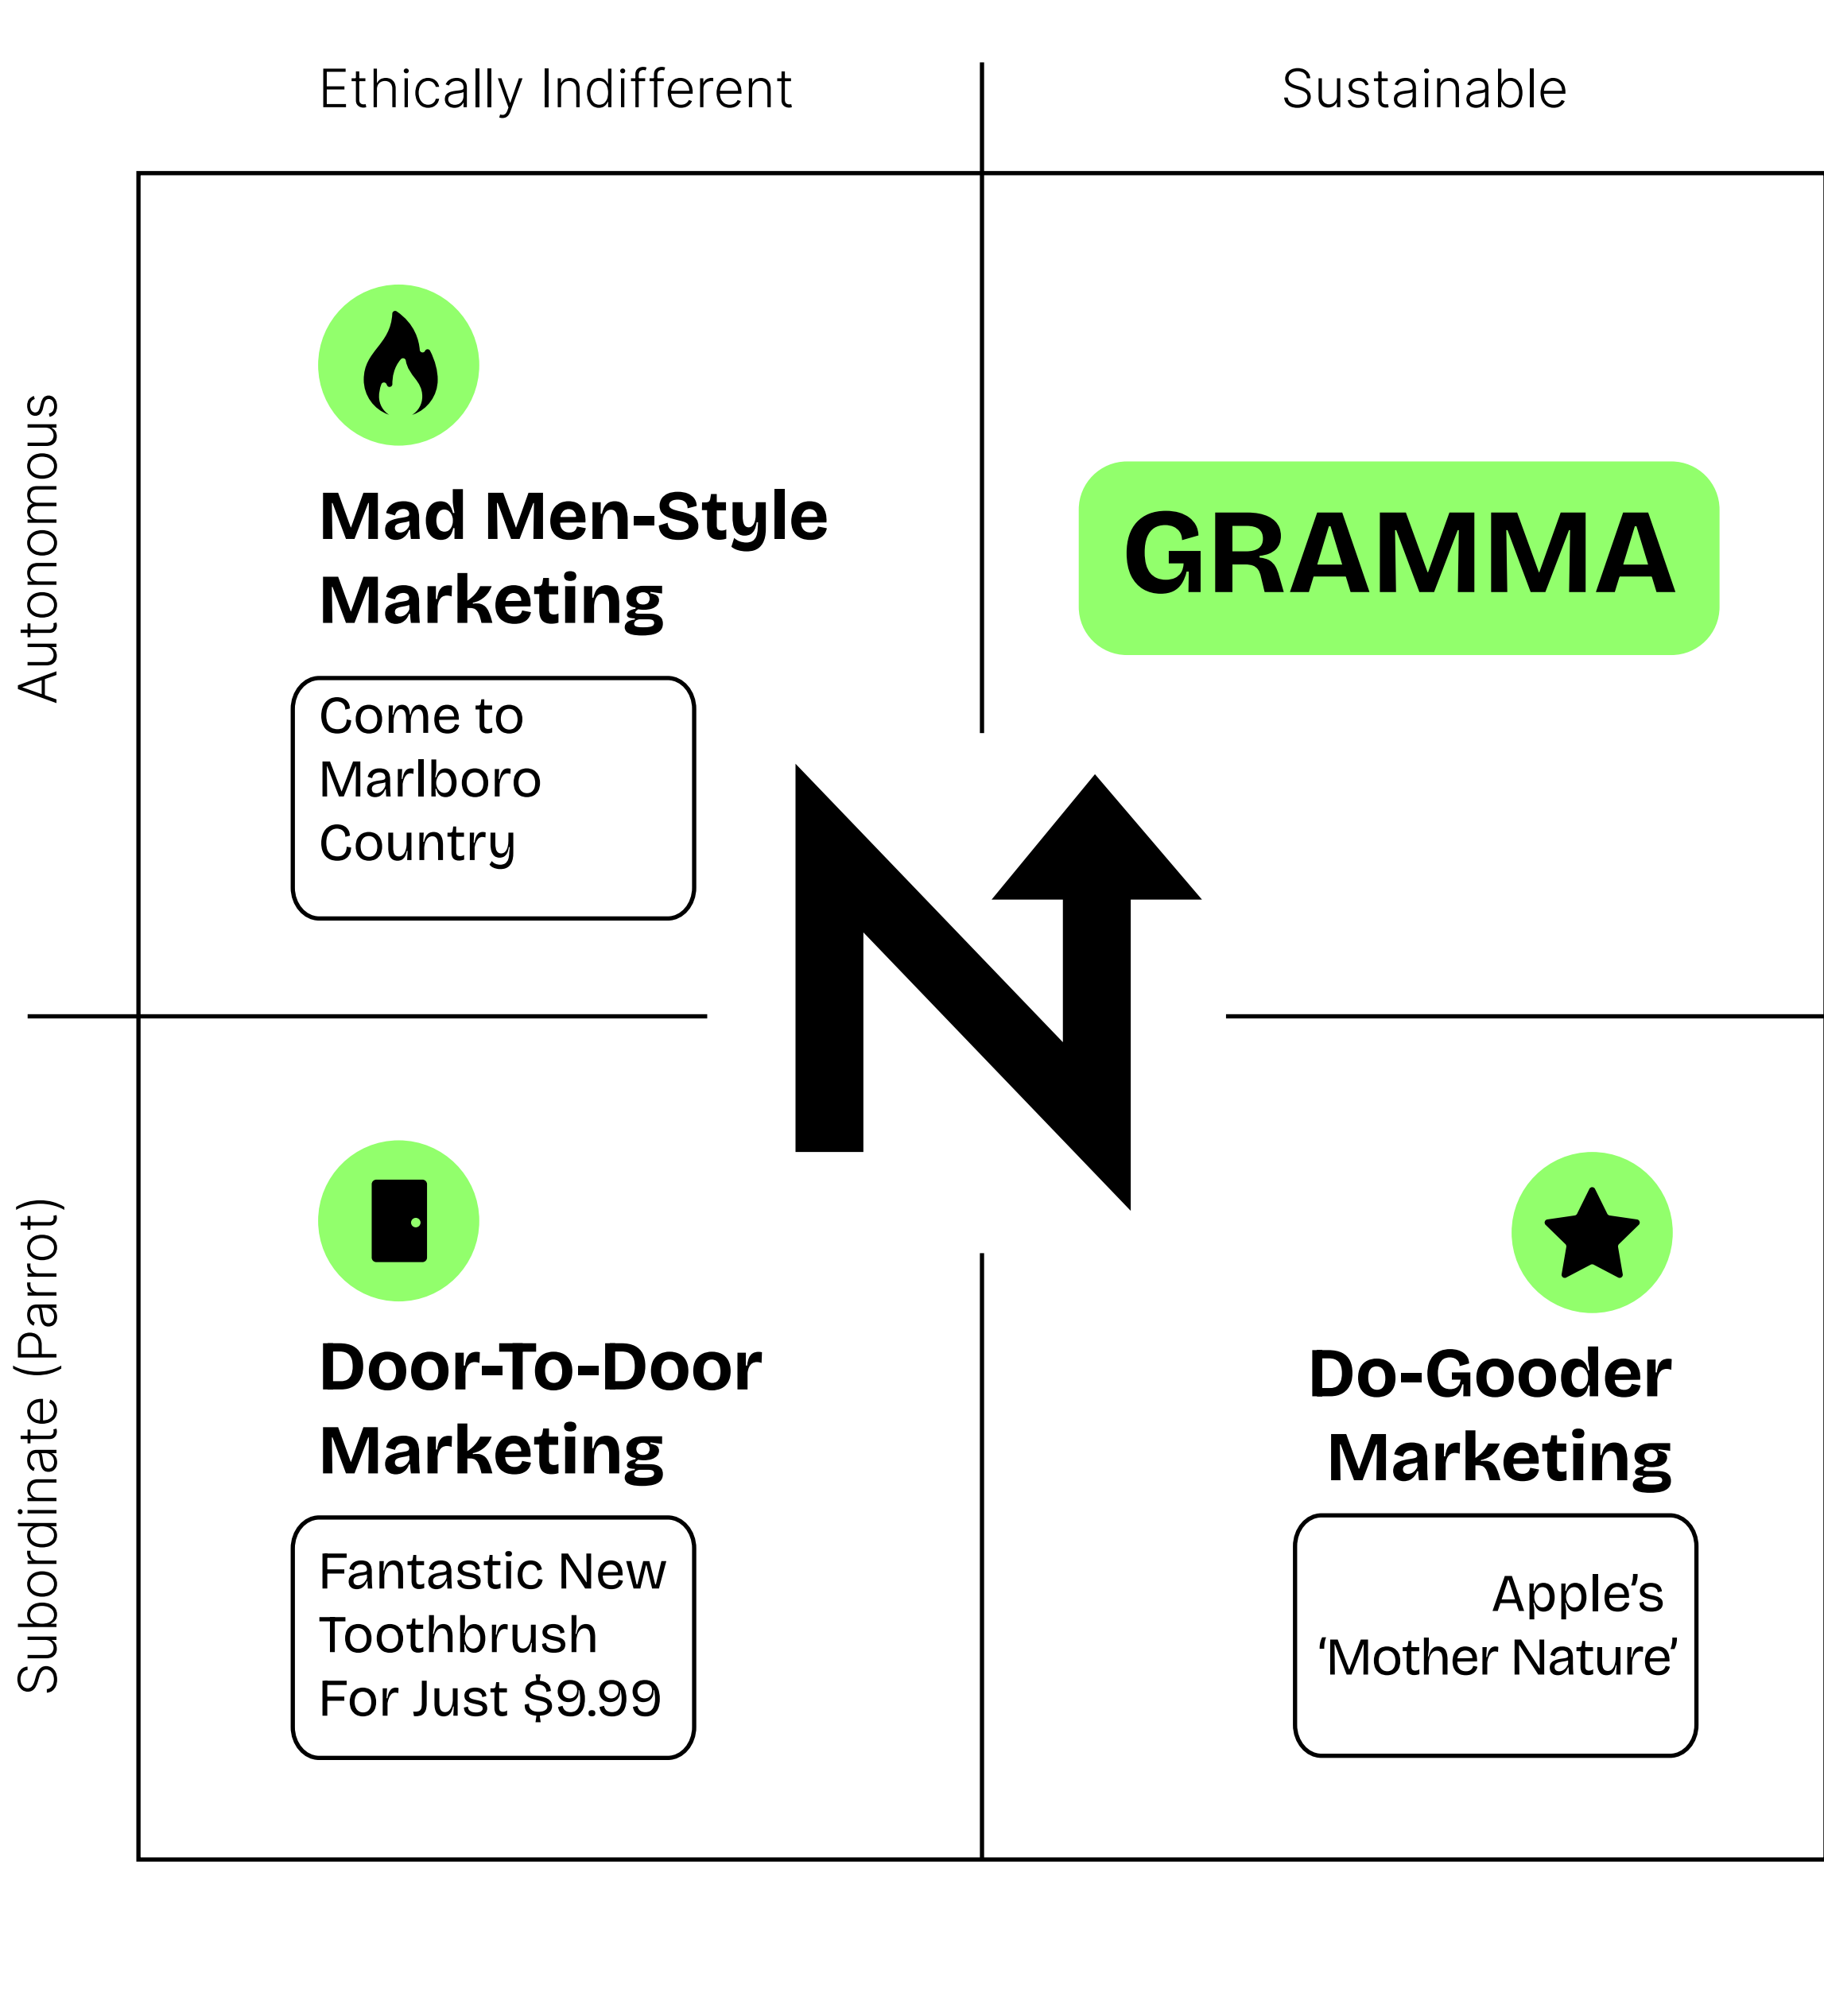 Ethically Indifferent
Sustainable
Autonomous
Mad Men-Style
Marketing
Come to
Marlboro
Country
GRAMMA
N
Subordinate (Parrot)
Door-To-Door
Marketing
Fantastic New
Toothbrush
For Just $9.99
Do-Gooder
Marketing
Apple’s
‘Mother Nature’